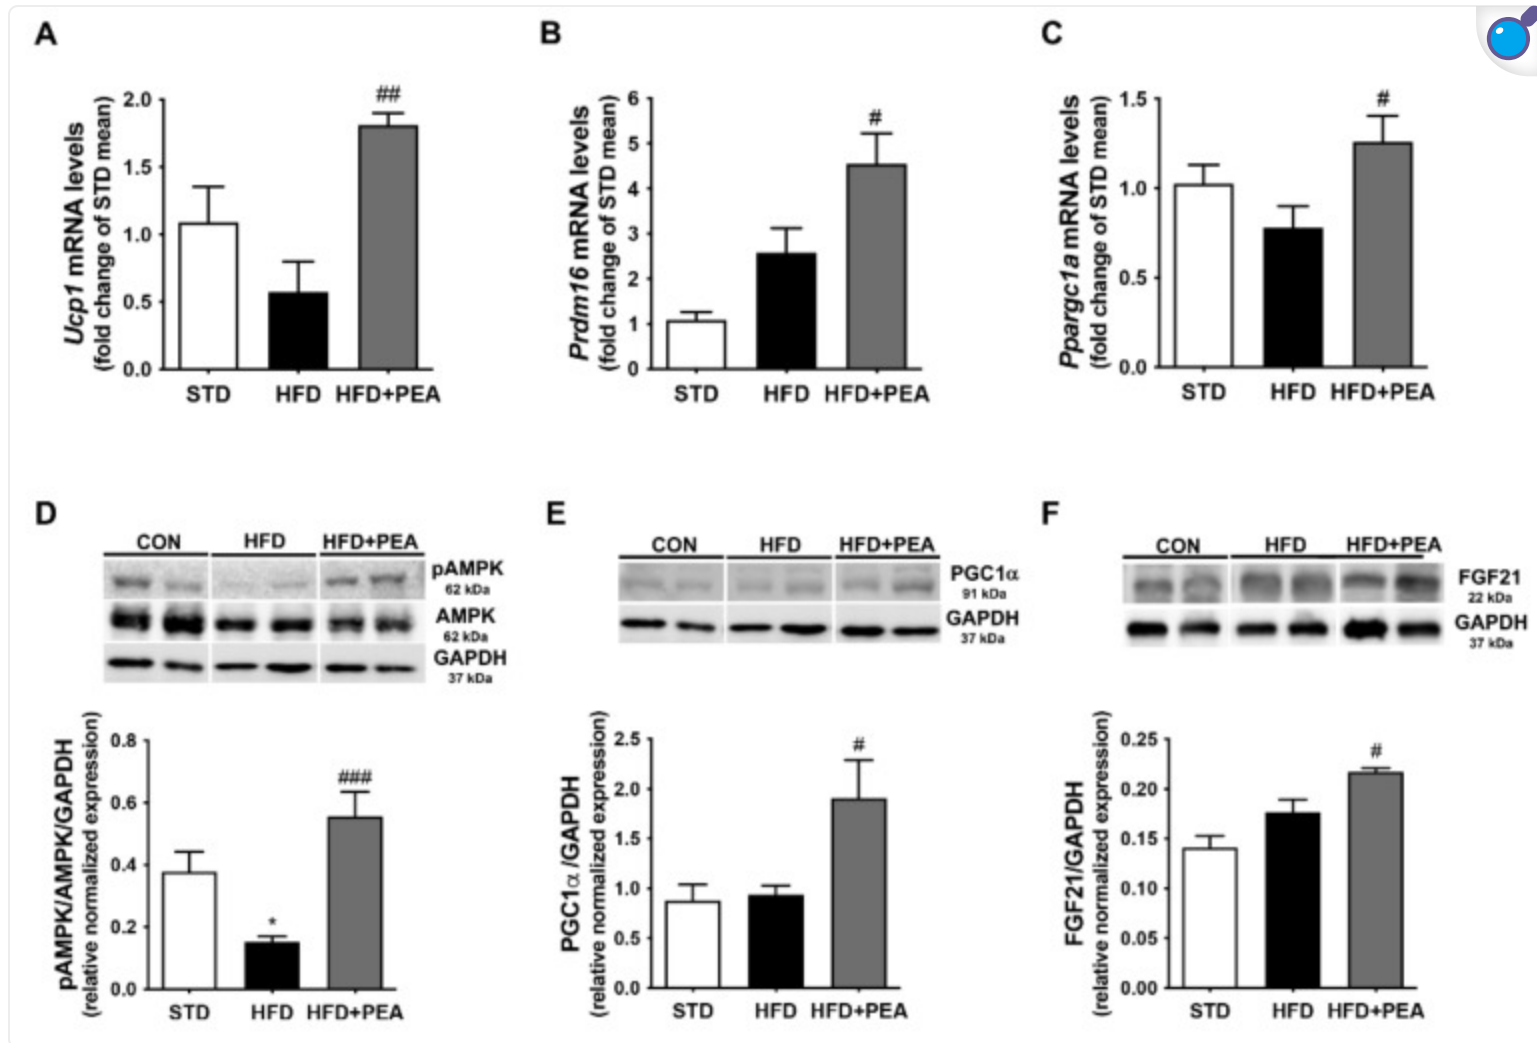 A
Ucp1 mRNA levels
(fold change of STD mean)
2.0
1.5
1.0
0.5
0.0
##
STD HFD HFD+PEA
B
Prdm16 mRNA levels
(fold change of STD mean)
6
5
4
3
2
1
0
#
STD HFD HFD+PEA
C
Ppargc1a mRNA levels
(fold change of STD mean)
1.5
1.0
0.5
0.0
#
STD HFD HFD+PEA
D
CON HFD HFD+PEA
pAMPK
62 kDa
AMPK
62 kDa
GAPDH
37 kDa
pAMPK/AMPK/GAPDH
(relative normalized expression)
0.8
0.6
0.4
0.2
0.0
*
###
STD HFD HFD+PEA
E
CON HFD HFD+PEA
PGC1α
91 kDa
GAPDH
37 kDa
PGC1α/GAPDH
(relative normalized expression)
2.5
2.0
1.5
1.0
0.5
0.0
#
STD HFD HFD+PEA
F
CON HFD HFD+PEA
FGF21
22 kDa
GAPDH
37 kDa
FGF21/GAPDH
(relative normalized expression)
0.25
0.20
0.15
0.10
0.05
0.00
#
STD HFD HFD+PEA